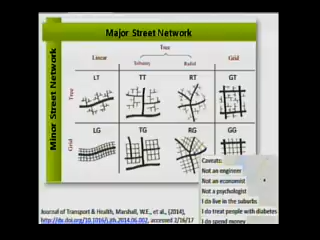 Major Street Network
Minor Street Network
Tree
Linear
Tributary
Radial
Grid
Tree
LT
TT
RT
GT
Grid
LG
TG
RG
GG
Caveats:
Not an engineer
Not an economist
Not a psychologist
I do live in the suburbs
I do treat people with diabetes
I do spend money
Journal of Transport & Health, Marshall, W.E., et al., (2014),
http://dx.doi.org/10.1016/j.jth.2014.06.002, accessed 2/16/17